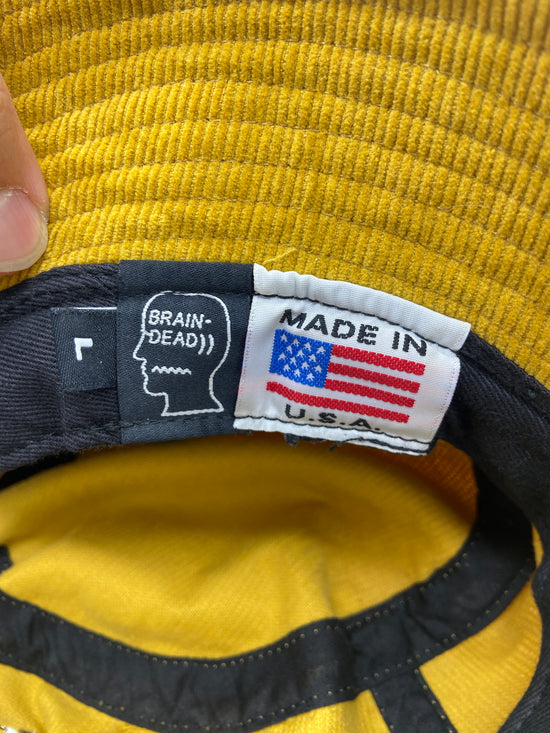 L
BRAIN-
DEAD))
MADE IN
U.S.A.